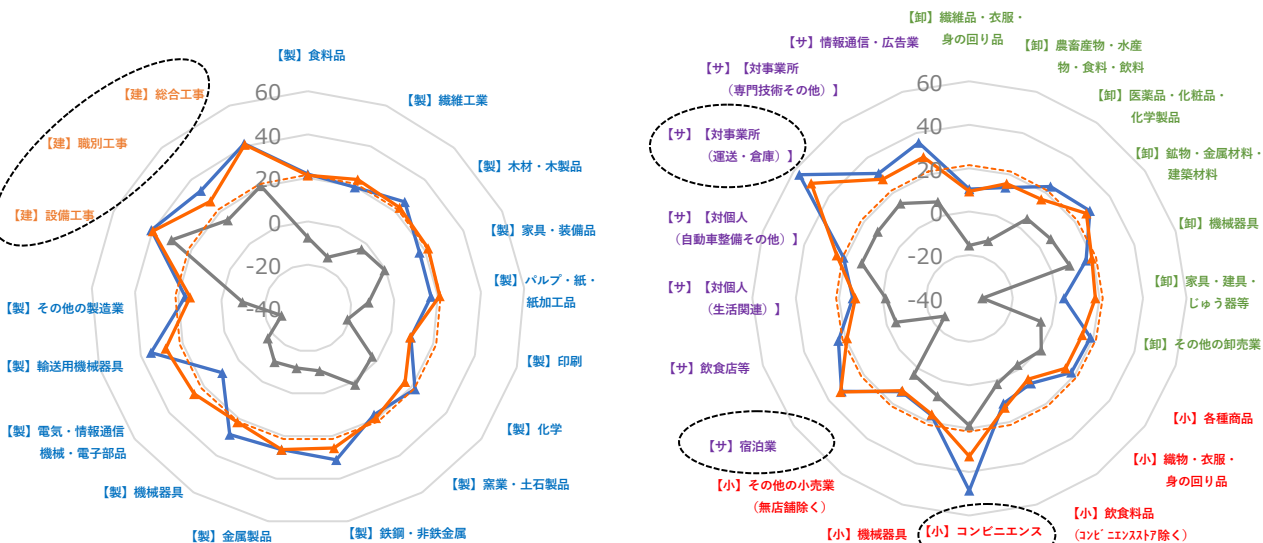 【製】食料品
【製】繊維工業
【製】木材・木製品
【製】家具・装備品
【製】パルプ・紙・
紙加工品
【製】印刷
【製】化学
【製】窯業・土石製品
【製】鉄鋼・非鉄金属
【製】金属製品
【製】機械器具
【製】電気・情報通信
機械・電子部品
【製】輸送用機械器具
【製】その他の製造業
【建】設備工事
【建】職別工事
【建】総合工事
60
40
20
0
-20
-40
【卸】繊維品・衣服・
身の回り品
【卸】農畜産物・水産
物・食料・飲料
【卸】医薬品・化粧品・
化学製品
【卸】鉱物・金属材料・
建築材料
【卸】機械器具
【卸】家具・建具・
じゅう器等
【卸】その他の卸売業
【小】各種商品
【小】織物・衣服・
身の回り品
【小】飲食料品
（ｺﾝﾋﾞﾆｴﾝｽｽﾄｱ除く）
【小】コンビニエンス
【小】機械器具
【小】その他の小売業
（無店舗除く）
【サ】宿泊業
【サ】飲食店等
【サ】【対個人
（生活関連）】
【サ】【対個人
（自動車整備その他）】
【サ】【対事業所
（運送・倉庫）】
【サ】【対事業所
（専門技術その他）】
【サ】情報通信・広告業
60
40
20
0
-20
-40